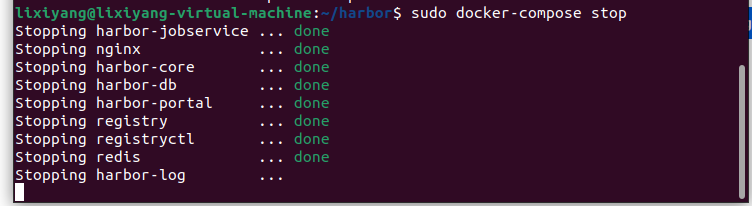 lixiyang@lixiyang-virtual-machine:~/harbor$ sudo docker-compose stop
Stopping harbor-jobservice ... done
Stopping nginx             ... done
Stopping harbor-core       ... done
Stopping harbor-db         ... done
Stopping harbor-portal     ... done
Stopping registry          ... done
Stopping registryctl       ... done
Stopping redis             ... done
Stopping harbor-log        ...